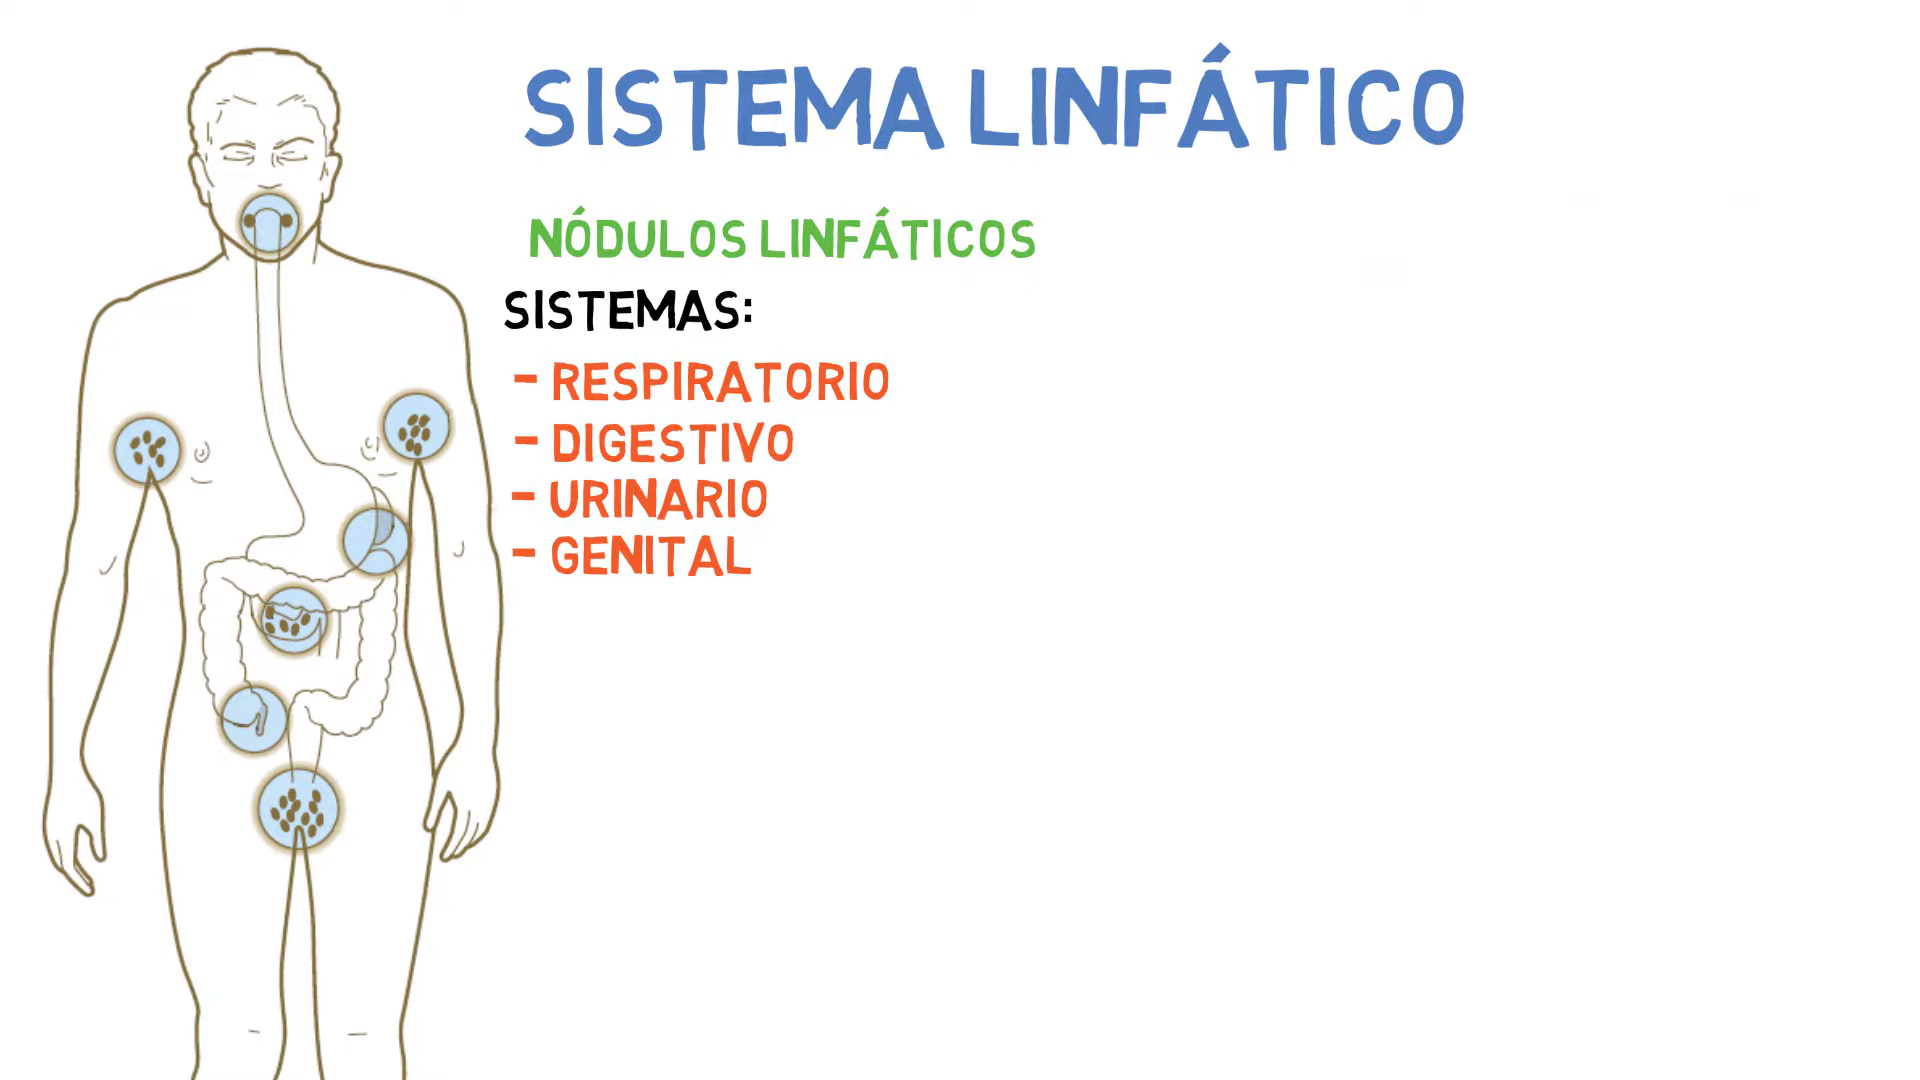 SISTEMA LINFÁTICO
NÓDULOS LINFÁTICOS
SISTEMAS:
- RESPIRATORIO
- DIGESTIVO
- URINARIO
- GENITAL